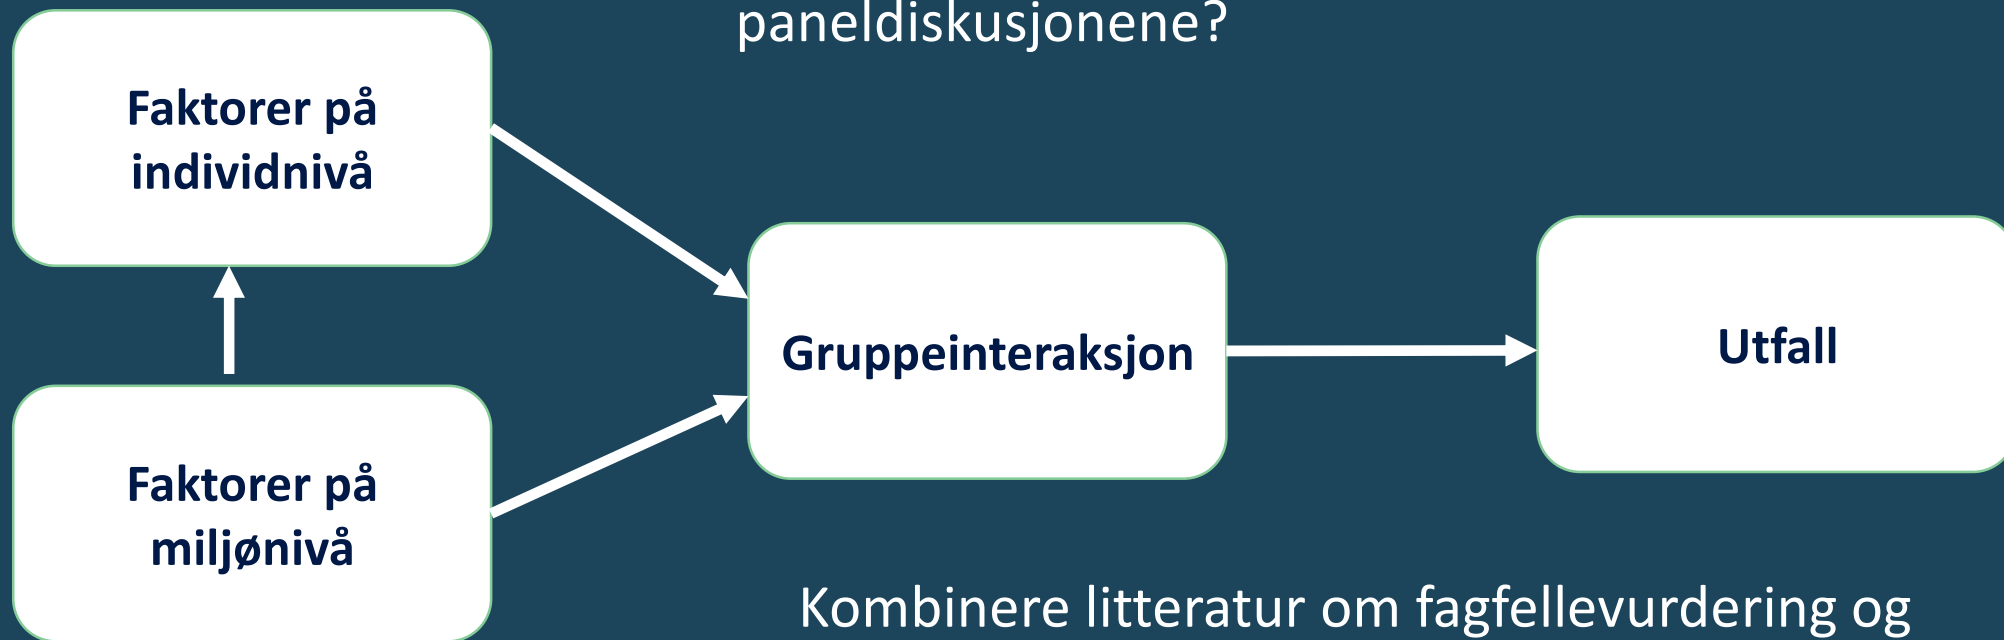 paneldiskusjonene?
Faktorer på
individnivå
Gruppeinteraksjon
Utfall
Faktorer på
miljønivå
Kombinere litteratur om fagfellevurdering og